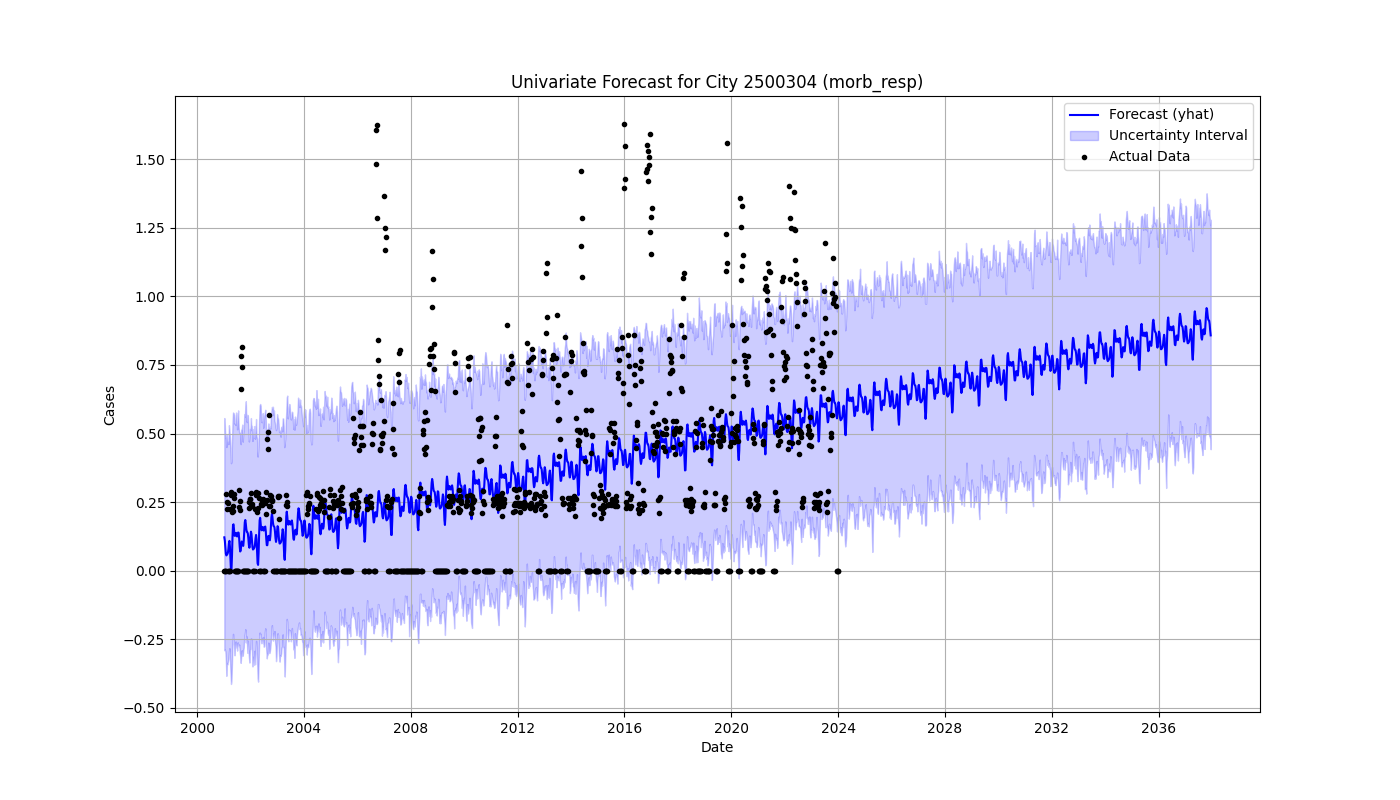 Univariate Forecast for City 2500304 (morb_resp)
Forecast (yhat)
Uncertainty Interval
Actual Data
Cases
1.50
1.25
1.00
0.75
0.50
0.25
0.00
−0.25
−0.50
2000 2004 2008 2012 2016 2020 2024 2028 2032 2036
Date